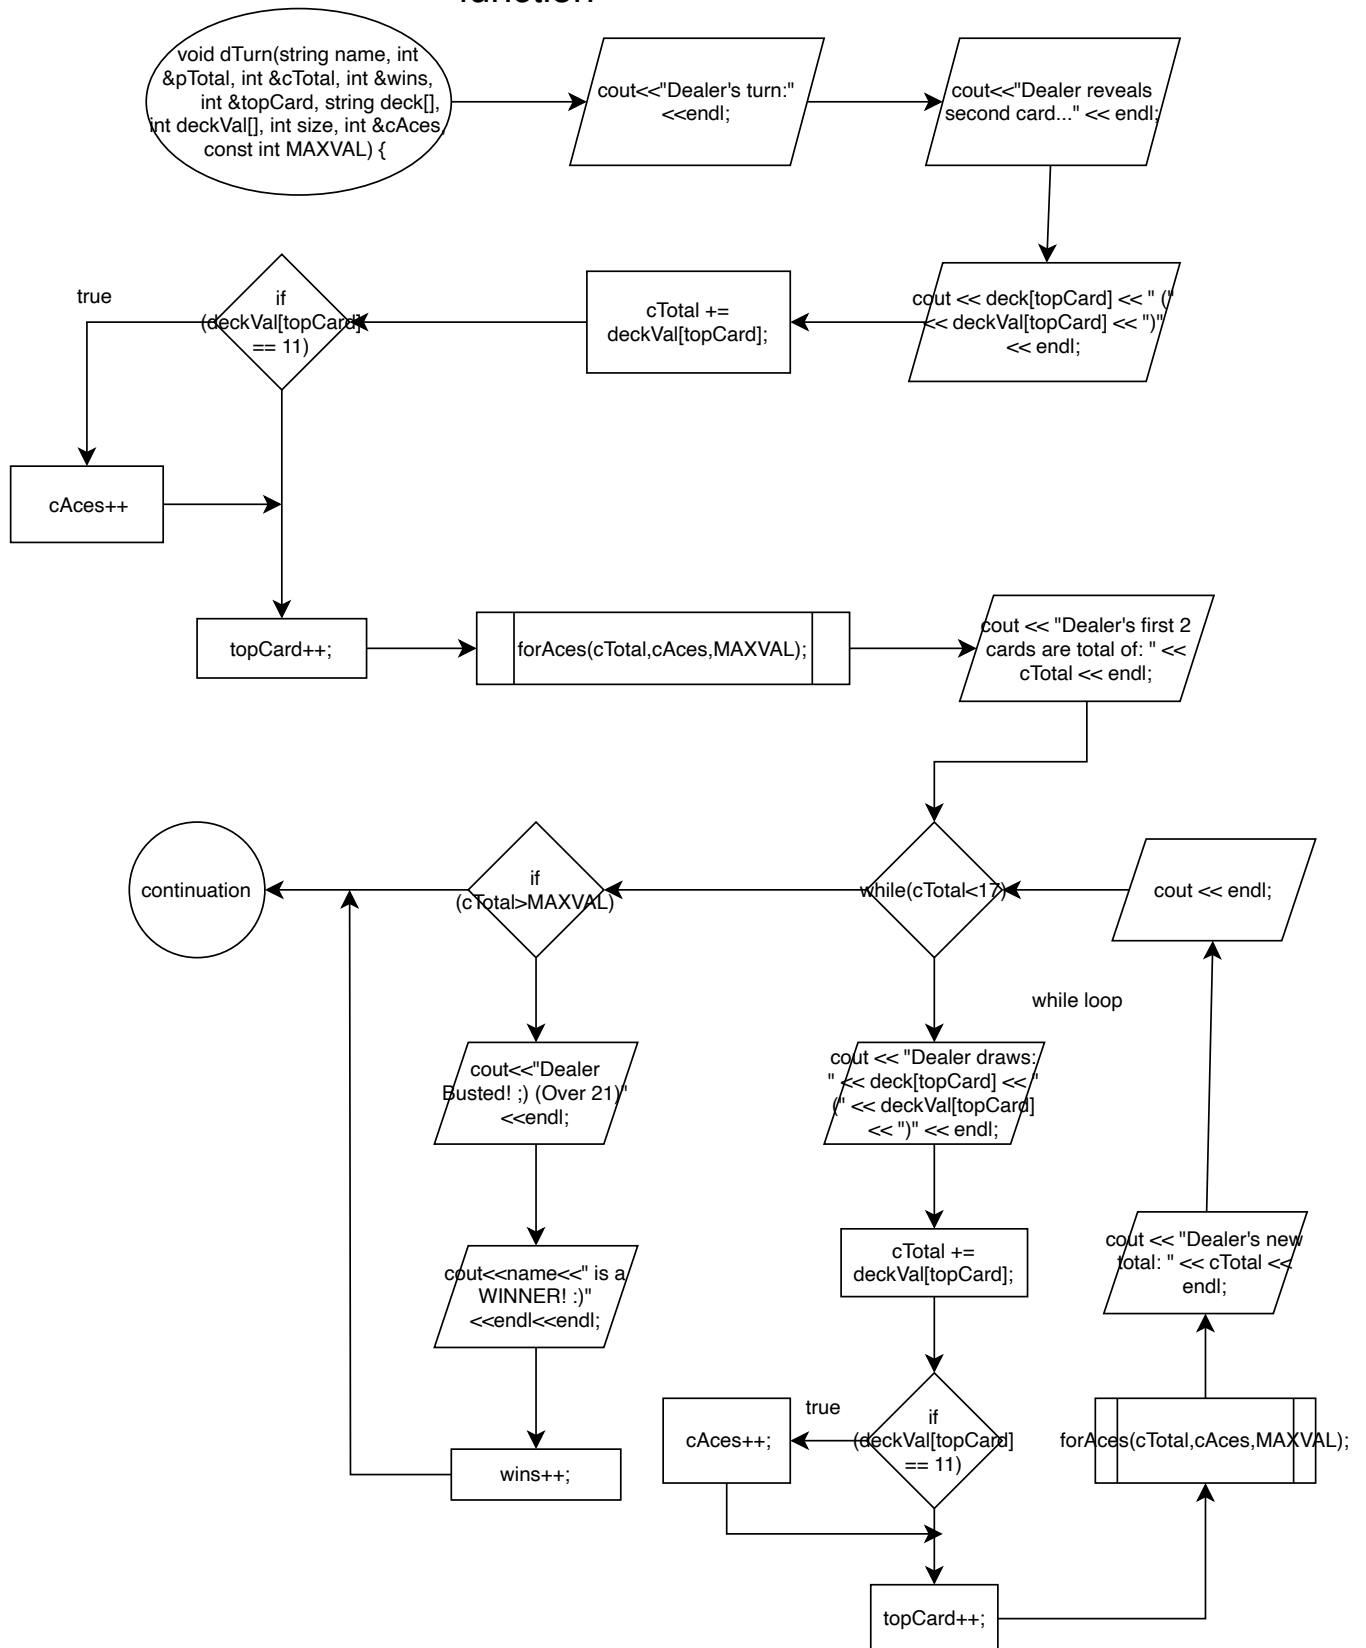 function
void dTurn(string name, int
&pTotal, int &cTotal, int &wins,
int &topCard, string deck[],
int deckVal[], int size, int &cAces,
const int MAXVAL) {
cout<<"Dealer's turn:"
<<endl;
cout<<"Dealer reveals
second card..." << endl;
cout << deck[topCard] << " ("
<< deckVal[topCard] << ")"
<< endl;
cTotal +=
deckVal[topCard];
if
(deckVal[topCard]
== 11)
true
cAces++
topCard++;
forAces(cTotal,cAces,MAXVAL);
cout << "Dealer's first 2
cards are total of: " <<
cTotal << endl;
while(cTotal<17)
if
(cTotal>MAXVAL)
continuation
cout << endl;
while loop
cout<<"Dealer
Busted! ;) (Over 21)"
<<endl;
cout<<name<<" is a
WINNER! :)"
<<endl<<endl;
wins++;
cout << "Dealer draws:
" << deck[topCard] << "
(" << deckVal[topCard]
<< ")" << endl;
cTotal +=
deckVal[topCard];
if
(deckVal[topCard]
== 11)
true
cAces++;
topCard++;
forAces(cTotal,cAces,MAXVAL);
cout << "Dealer's new
total: " << cTotal <<
endl;